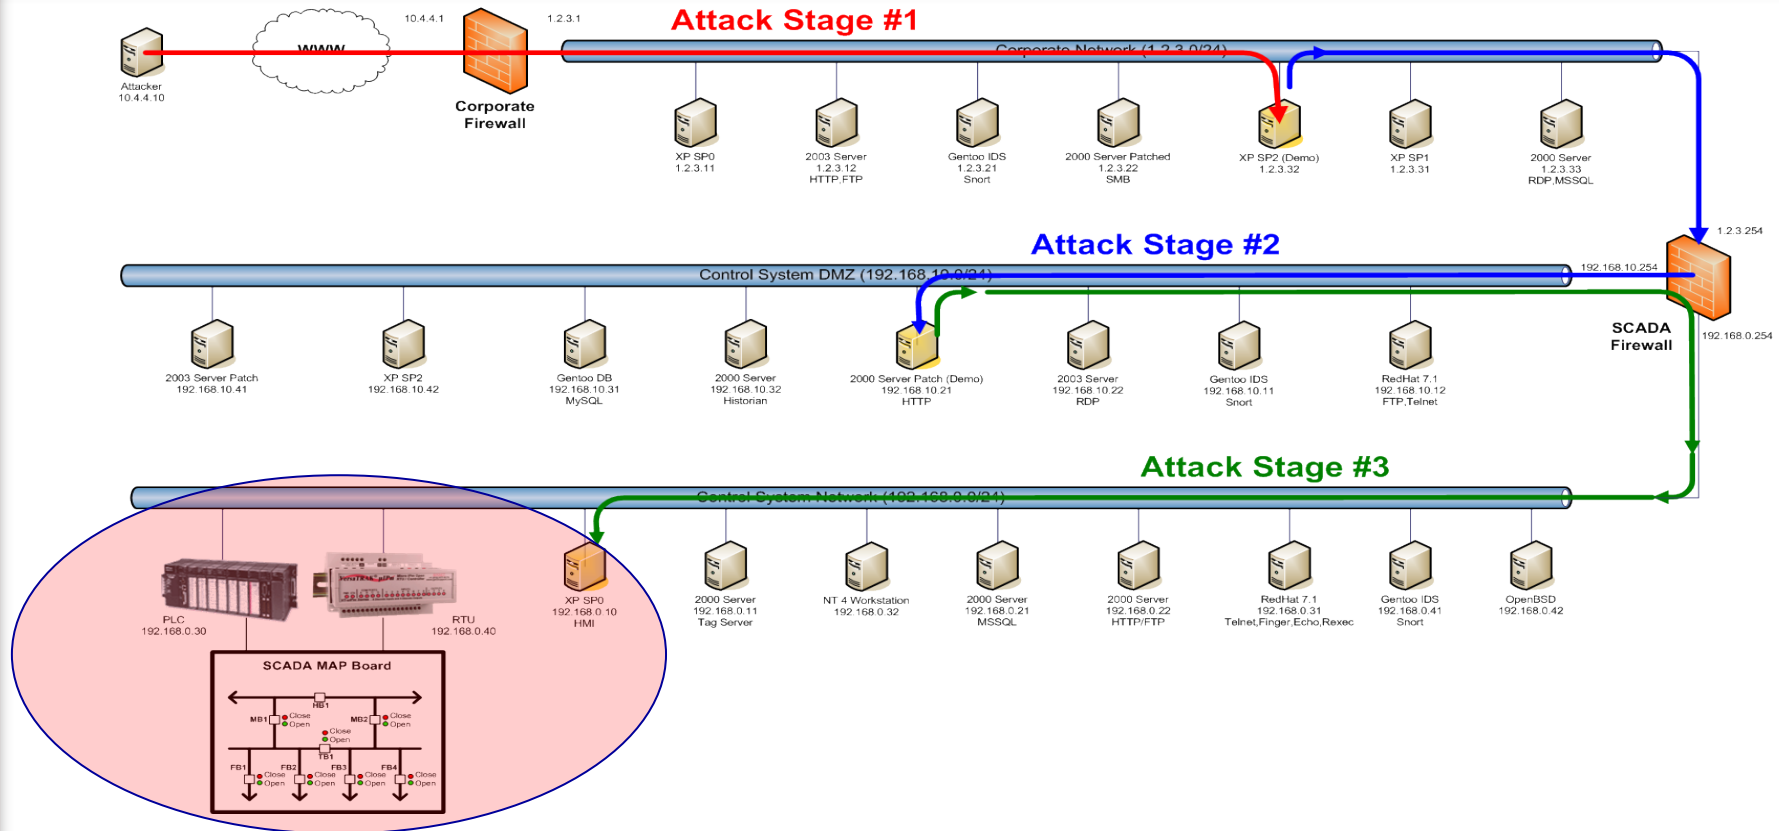 Attack Stage #1
10.4.4.1
1.2.3.1
WWW
Corporate Network (1.2.3.0/24)
Attacker
10.4.4.10
Corporate
Firewall
XP SP0
1.2.3.11
2003 Server
1.2.3.12
HTTP,FTP
Gentoo IDS
1.2.3.21
Snort
2000 Server Patched
1.2.3.22
SMB
XP SP2 (Demo)
1.2.3.32
XP SP1
1.2.3.31
2000 Server
1.2.3.33
RDP,MSSQL
Attack Stage #2
1.2.3.254
192.168.10.254
Control System DMZ (192.168.10.0/24)
SCADA
Firewall
192.168.0.254
2003 Server Patch
192.168.10.41
XP SP2
192.168.10.42
Gentoo DB
192.168.10.31
MySQL
2000 Server
192.168.10.32
Historian
2000 Server Patch (Demo)
192.168.10.21
HTTP
2003 Server
192.168.10.22
RDP
Gentoo IDS
192.168.10.11
Snort
RedHat 7.1
192.168.10.12
FTP,Telnet
Attack Stage #3
Control System Network (192.168.0.0/24)
PLC
192.168.0.30
RTU
192.168.0.40
XP SP0
192.168.0.10
HMI
2000 Server
192.168.0.11
Tag Server
NT 4 Workstation
192.168.0.32
2000 Server
192.168.0.21
MSSQL
2000 Server
192.168.0.22
HTTP/FTP
RedHat 7.1
192.168.0.31
Telnet,Finger,Echo,Rexec
Gentoo IDS
192.168.0.41
Snort
OpenBSD
192.168.0.42
SCADA MAP Board
HB1
MB1
Close
Open
MB2
Close
Open
Close
Open
TB1
FB1
Close
Open
FB2
Close
Open
FB3
Close
Open
FB4
Close
Open